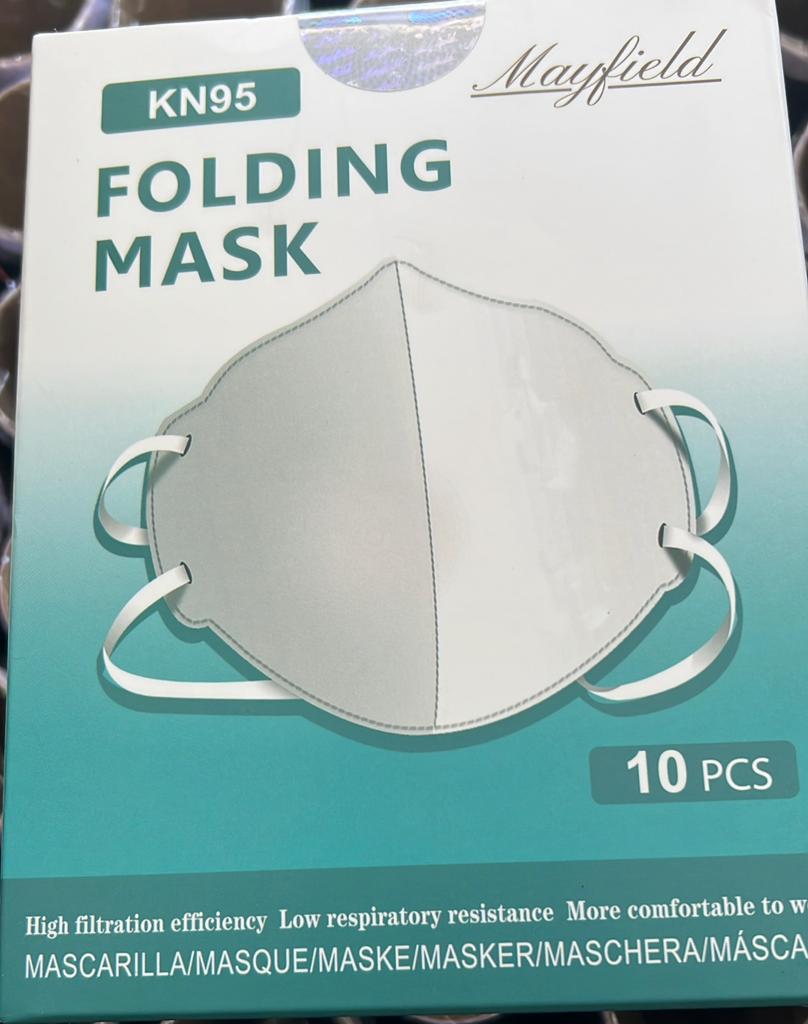 Mayfield
KN95
FOLDING
MASK
10 PCS
High filtration efficiency Low respiratory resistance More comfortable to w
MASCARILLA/MASQUE/MASKE/MASKER/MASCHERA/MÁSCA